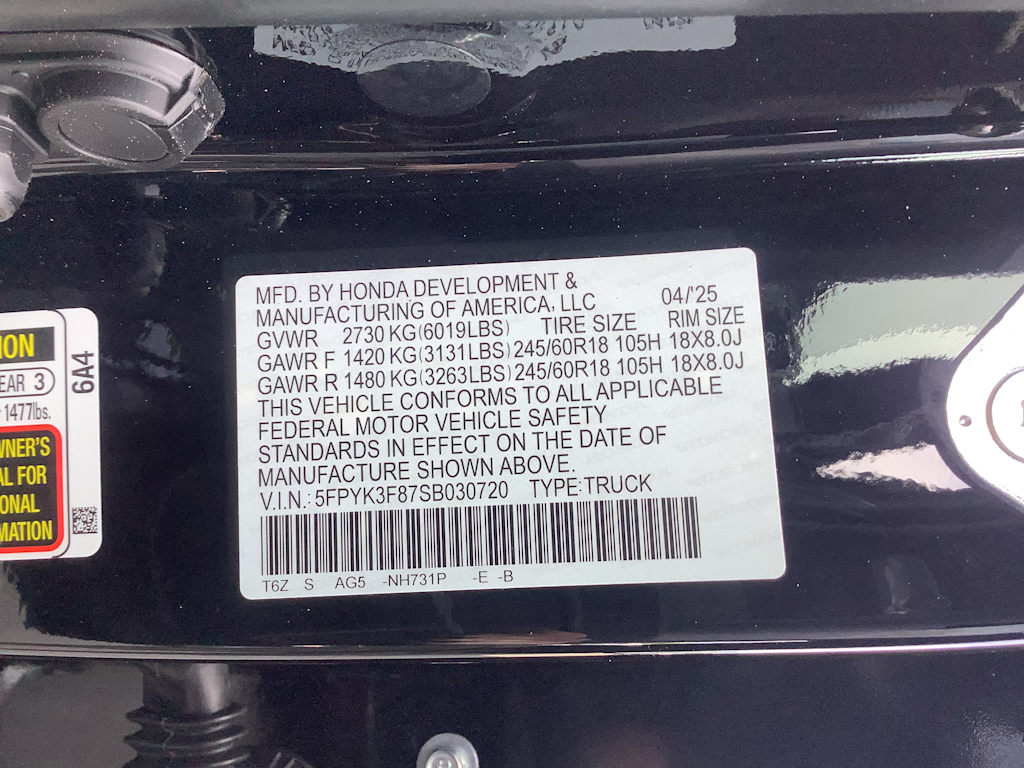 MFD. BY HONDA DEVELOPMENT &
MANUFACTURING OF AMERICA, LLC 04/'25
GVWR 2730 KG(6019LBS) TIRE SIZE RIM SIZE
GAWR F 1420 KG(3131LBS) 245/60R18 105H 18X8.0J
GAWR R 1480 KG(3263LBS) 245/60R18 105H 18X8.0J
THIS VEHICLE CONFORMS TO ALL APPLICABLE
FEDERAL MOTOR VEHICLE SAFETY
STANDARDS IN EFFECT ON THE DATE OF
MANUFACTURE SHOWN ABOVE.
V.I.N.: 5FPYK3F87SB030720 TYPE:TRUCK
T6Z S AG5 -NH731P -E -B
ION
EAR 3
1477lbs.
WNER'S
AL FOR
ONAL
MATION
6A4